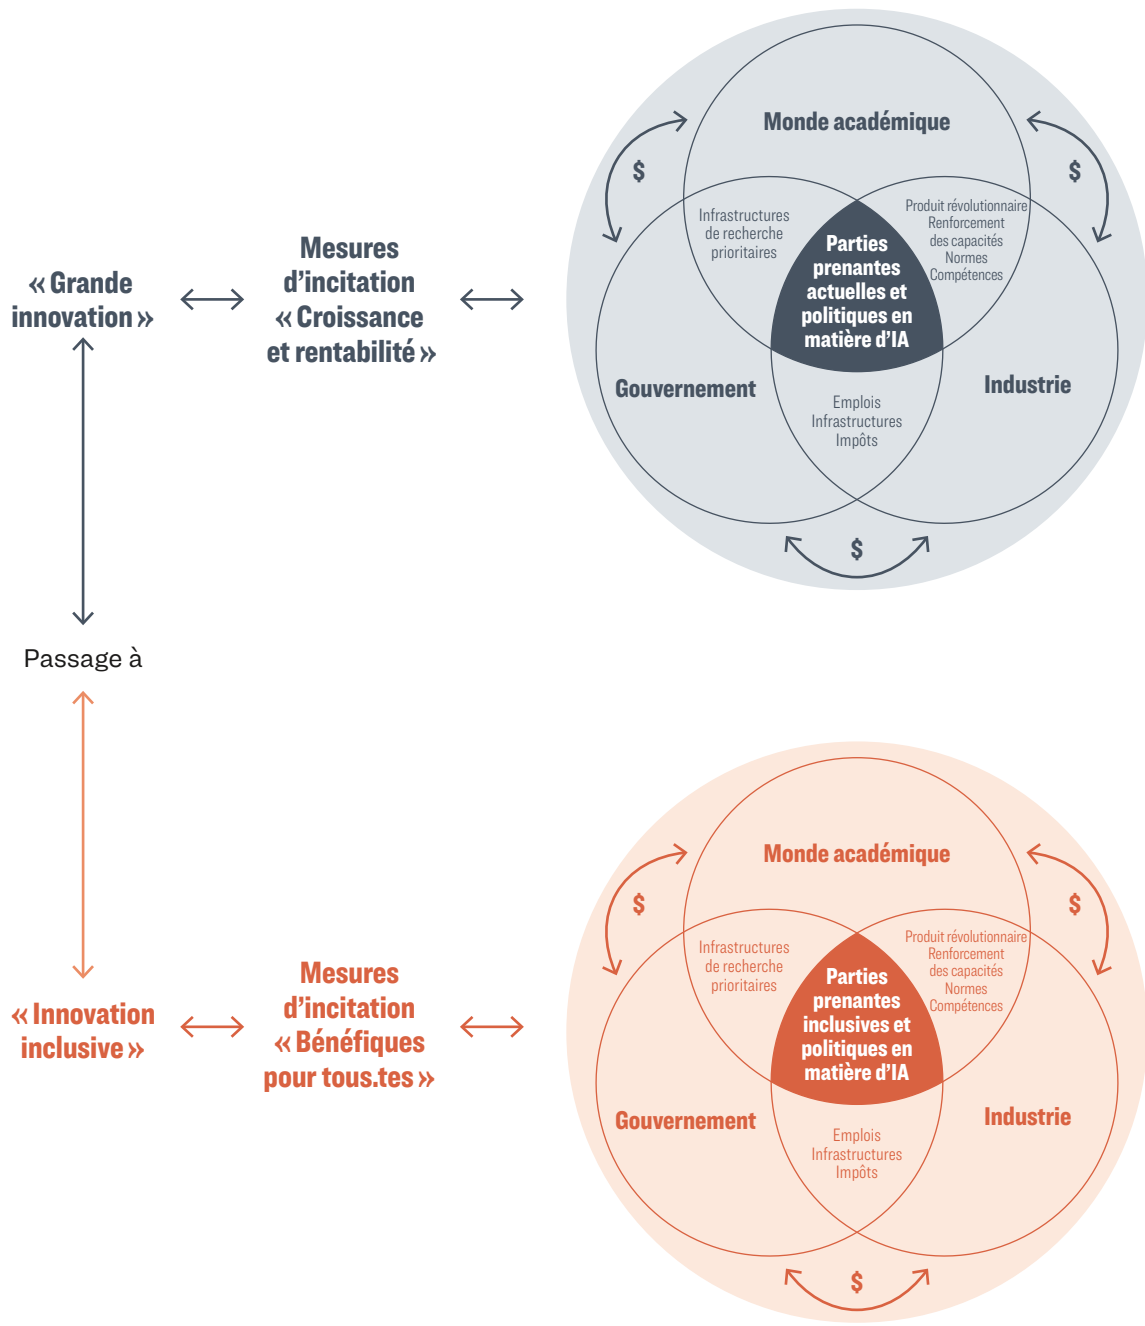 Monde académique
$
$
Infrastructures
de recherche
prioritaires
Produit révolutionnaire
Renforcement
des capacités
Normes
Compétences
Parties
prenantes
actuelles et
politiques en
matière d’IA
« Grande
innovation »
Mesures
d’incitation
« Croissance
et rentabilité »
Gouvernement
Industrie
Emplois
Infrastructures
Impôts
$
Passage à
Monde académique
$
$
Infrastructures
de recherche
prioritaires
Produit révolutionnaire
Renforcement
des capacités
Normes
Compétences
Parties
prenantes
inclusives et
politiques en
matière d’IA
« Innovation
inclusive »
Mesures
d’incitation
« Bénéfiques
pour tous.tes »
Gouvernement
Industrie
Emplois
Infrastructures
Impôts
$